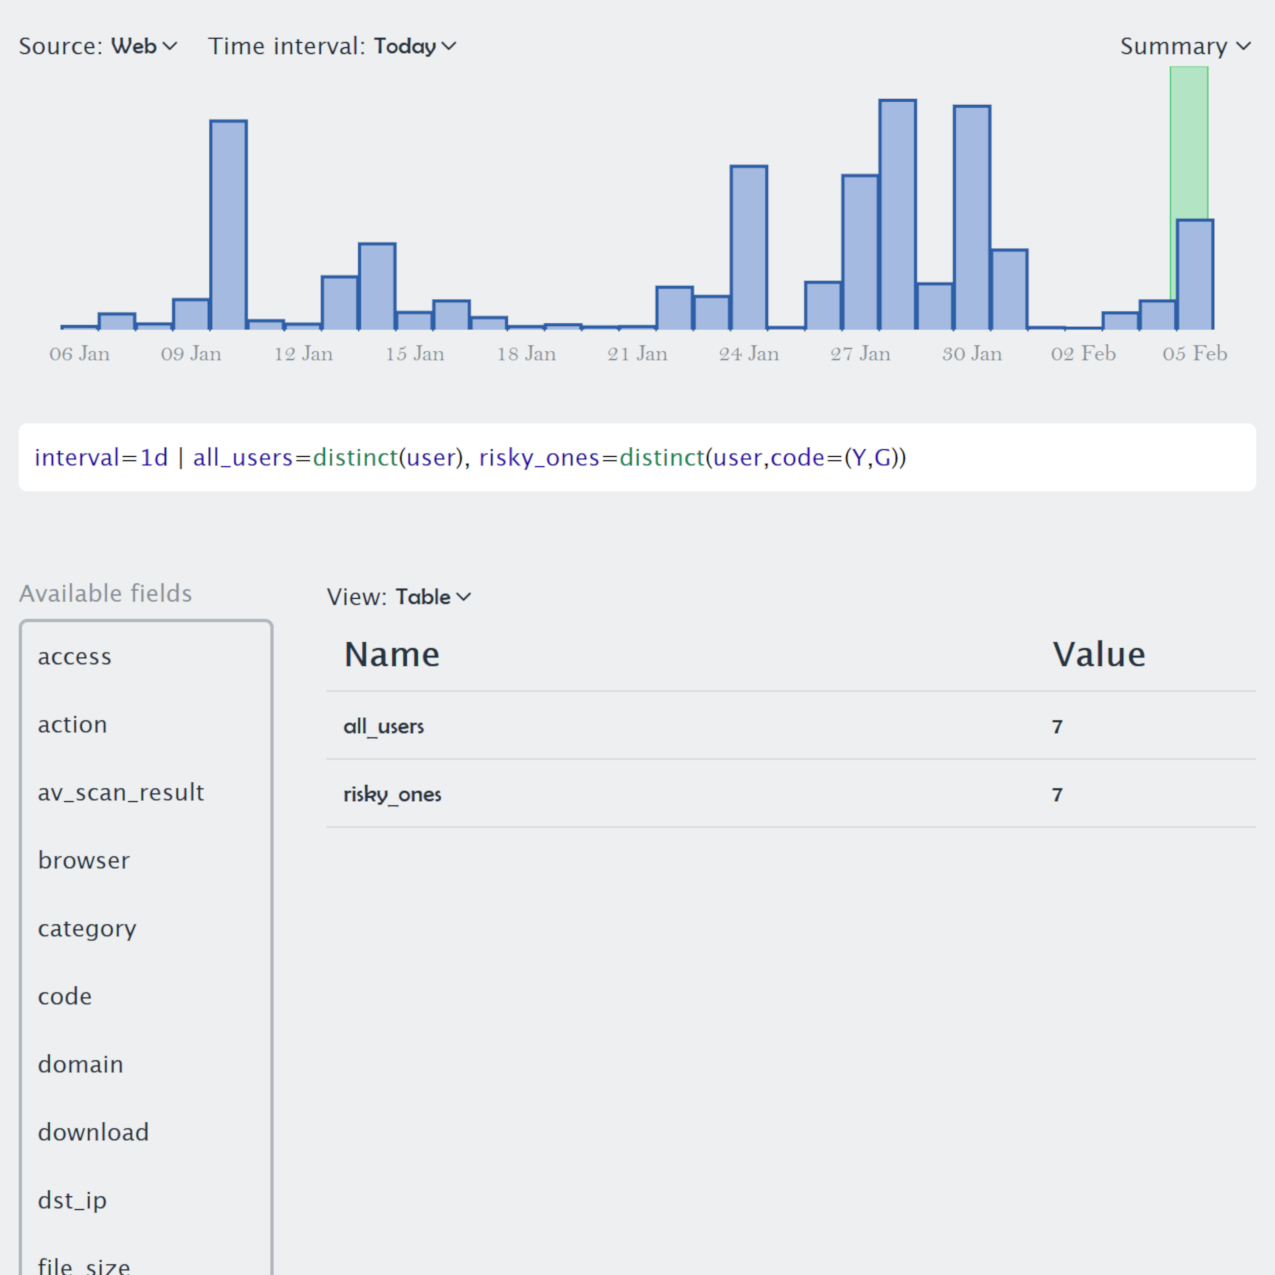 Source: Web Time interval: Today Summary
06 Jan 09 Jan 12 Jan 15 Jan 18 Jan 21 Jan 24 Jan 27 Jan 30 Jan 02 Feb 05 Feb
interval=1d | all_users=distinct(user), risky_ones=distinct(user,code=(Y,G))
Available fields
access
action
av_scan_result
browser
category
code
domain
download
dst_ip
file_size
View: Table
Name Value
all_users 7
risky_ones 7